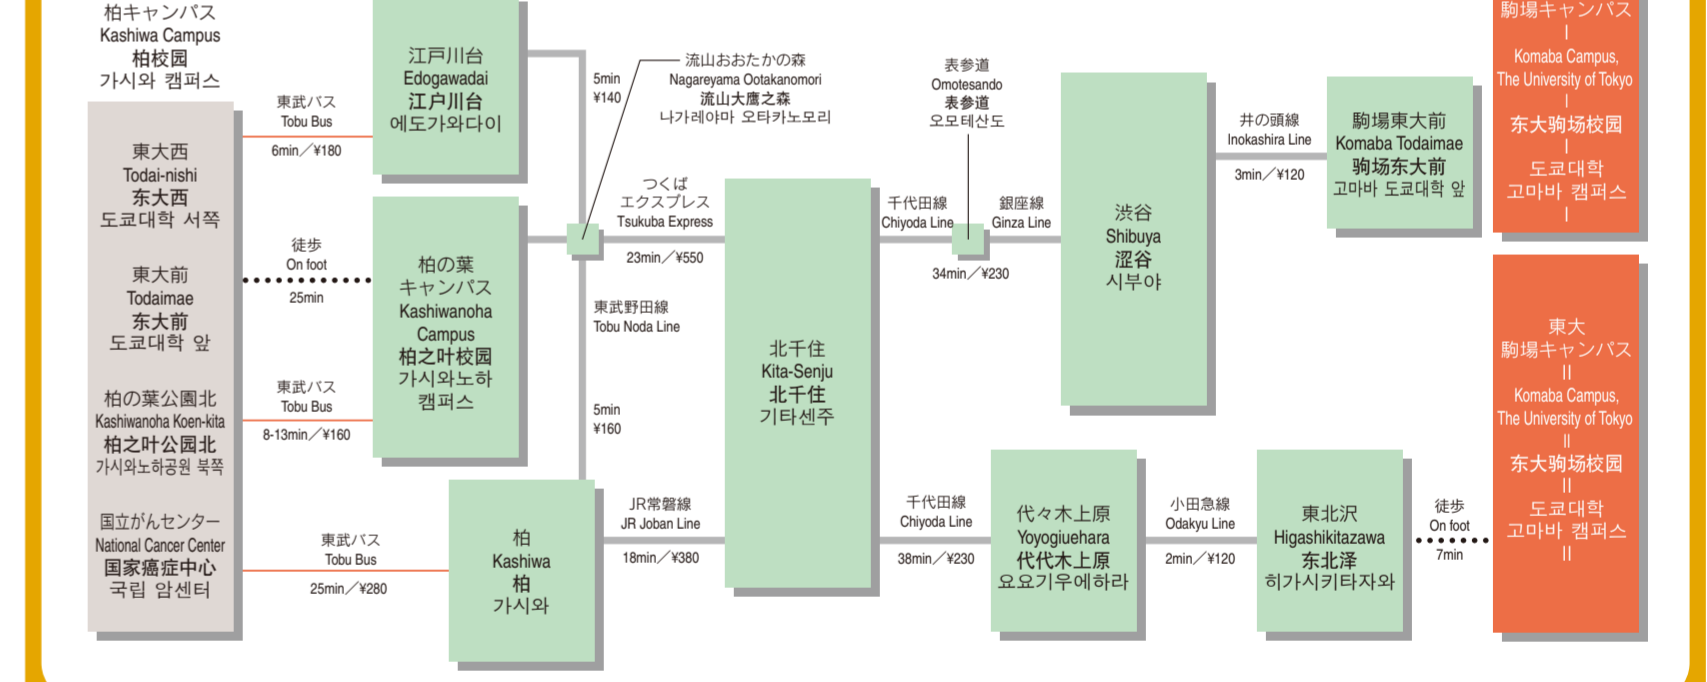 柏キャンパス
Kashiwa Campus
柏校园
가시와 캠퍼스
東大西
Todai-nishi
东大西
도쿄대학 서쪽
東大前
Todaimae
东大前
도쿄대학 앞
柏の葉公園北
Kashiwanoha Koen-kita
柏之叶公园北
가시와노하공원 북쪽
国立がんセンター
National Cancer Center
国家癌症中心
국립 암센터
東武バス
Tobu Bus
6min／¥180
徒歩
On foot
25min
東武バス
Tobu Bus
8-13min／¥160
東武バス
Tobu Bus
25min／¥280
江戸川台
Edogawadai
江户川台
에도가와다이
柏の葉
キャンパス
Kashiwanoha
Campus
柏之叶校园
가시와노하
캠퍼스
柏
Kashiwa
柏
가시와
5min
¥140
流山おおたかの森
Nagareyama Ootakanomori
流山大鹰之森
나가레야마 오타카노모리
つくば
エクスプレス
Tsukuba Express
23min／¥550
東武野田線
Tobu Noda Line
5min
¥160
JR常磐線
JR Joban Line
18min／¥380
北千住
Kita-Senju
北千住
기타센주
表参道
Omotesando
表参道
오모테산도
千代田線
Chiyoda Line
銀座線
Ginza Line
34min／¥230
千代田線
Chiyoda Line
38min／¥230
渋谷
Shibuya
涩谷
시부야
代々木上原
Yoyogiuehara
代代木上原
요요기우에하라
井の頭線
Inokashira Line
3min／¥120
小田急線
Odakyu Line
2min／¥120
駒場東大前
Komaba Todaimae
驹场东大前
고마바 도쿄대학 앞
東北沢
Higashikitazawa
东北泽
히가시키타자와
徒歩
On foot
7min
駒場キャンパス
I
Komaba Campus,
The University of Tokyo
I
东大驹场校园
I
도쿄대학
고마바 캠퍼스
I
東大
駒場キャンパス
II
Komaba Campus,
The University of Tokyo
II
东大驹场校园
II
도쿄대학
고마바 캠퍼스
II